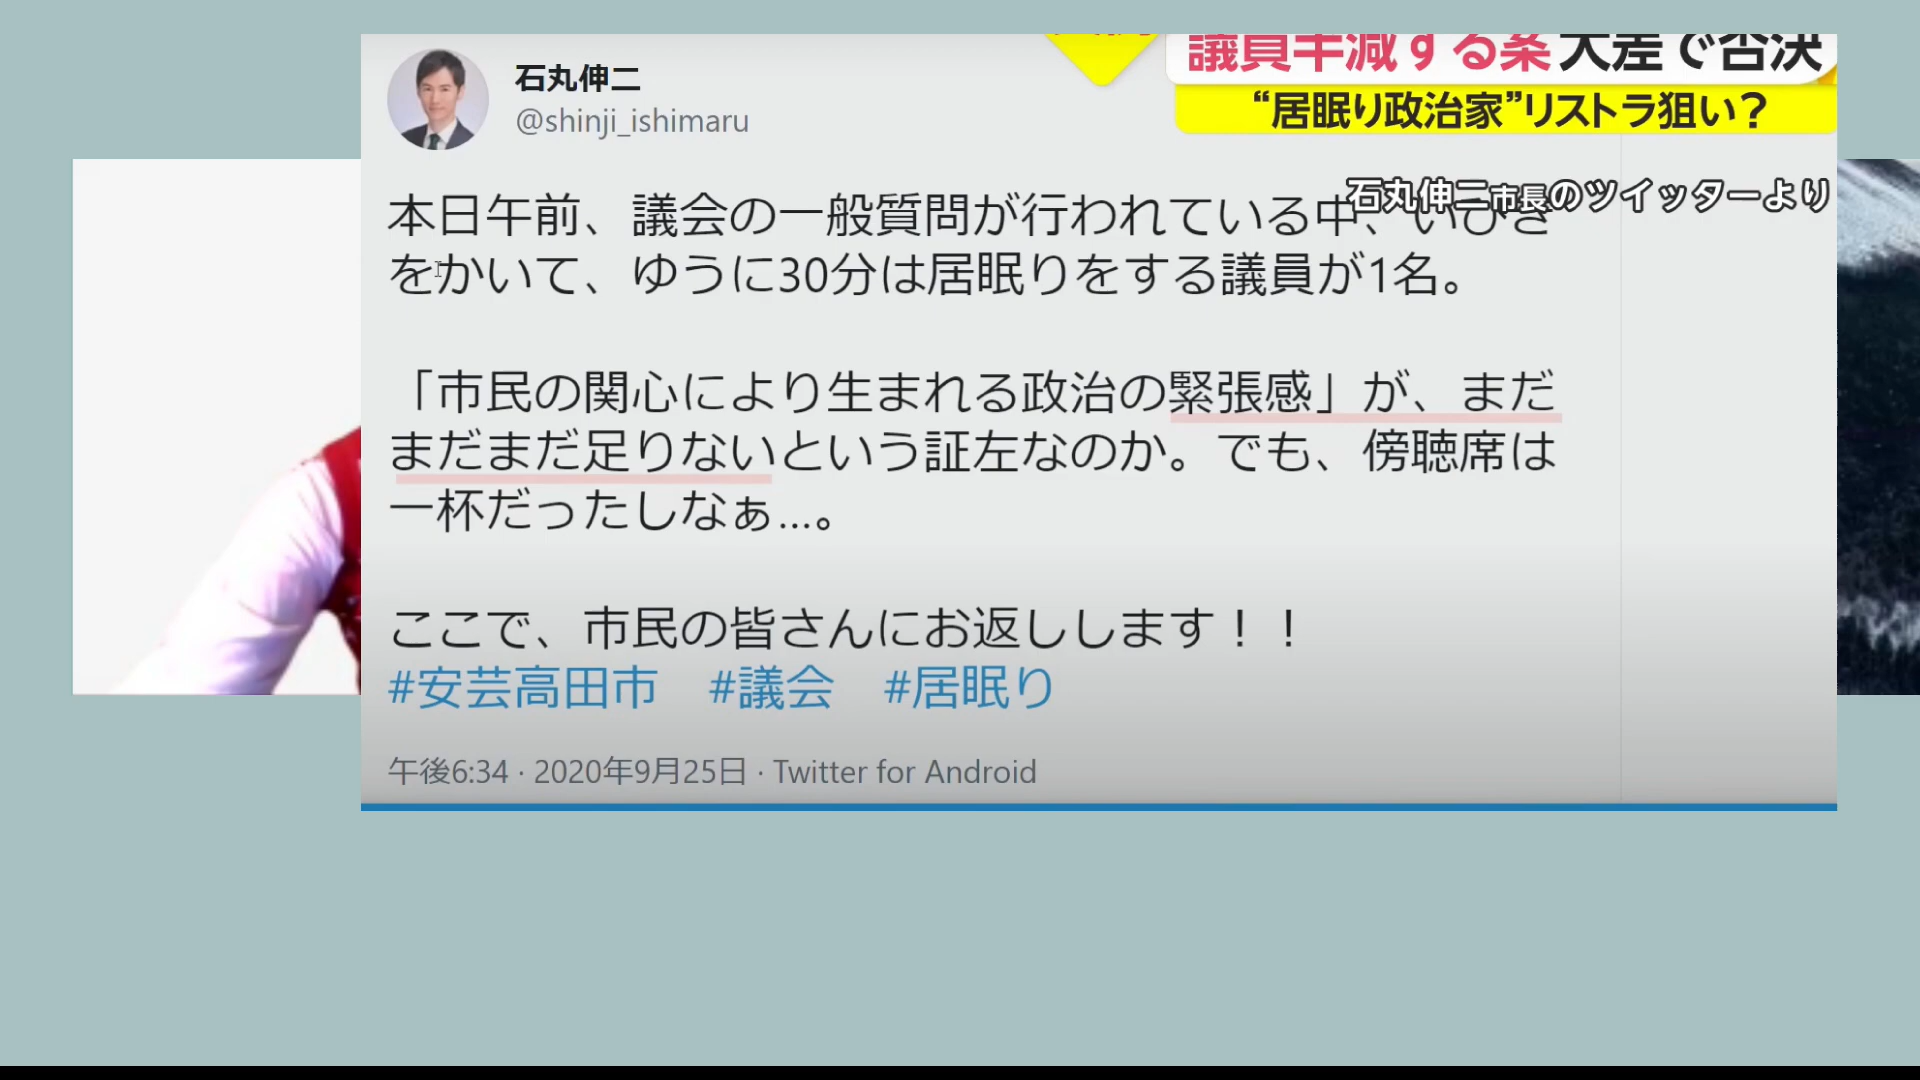 議員半減する案 大差で否決
“居眠り政治家”リストラ狙い？
石丸伸二市長のツイッターより
石丸伸二
@shinji_ishimaru
本日午前、議会の一般質問が行われている中、いびき
をかいて、ゆうに30分は居眠りをする議員が1名。
「市民の関心により生まれる政治の緊張感」が、まだ
まだまだ足りないという証左なのか。でも、傍聴席は
一杯だったしなぁ…。
ここで、市民の皆さんにお返しします！！
#安芸高田市 #議会 #居眠り
午後6:34 · 2020年9月25日 · Twitter for Android